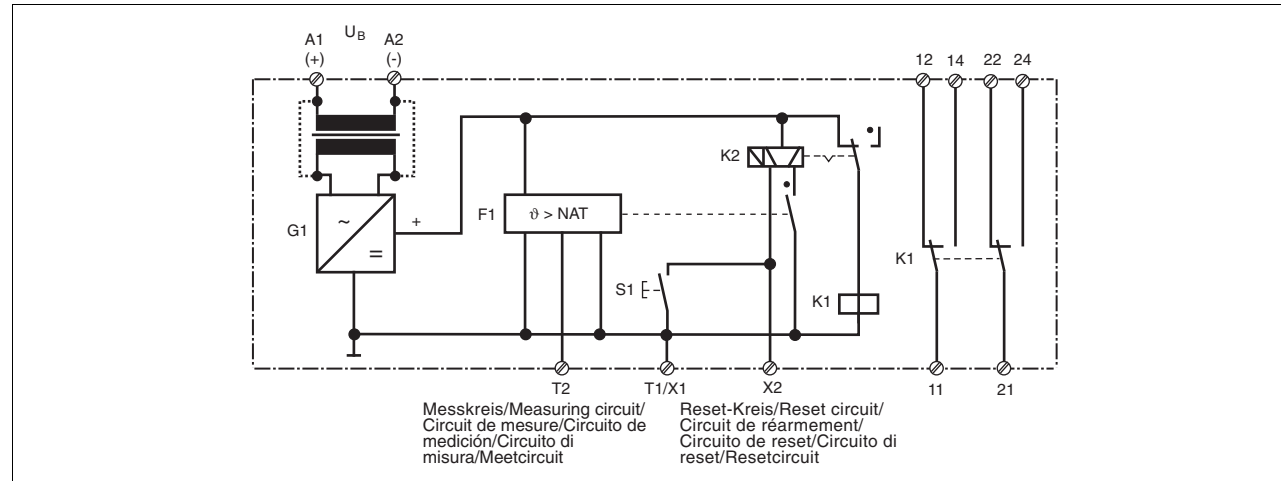 A1 U_B A2
(+) (-)
12 14 22 24
K2
F1 ϑ > NAT
G1 ~ = +
S1
K1
K1
T2 T1/X1 X2 11 21
Messkreis/Measuring circuit/
Circuit de mesure/Circuito de
medición/Circuito di
misura/Meetcircuit
Reset-Kreis/Reset circuit/
Circuit de réarmement/
Circuito de reset/Circuito di
reset/Resetcircuit